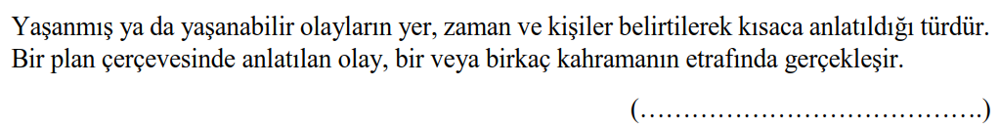 Yaşanmış ya da yaşanabilir olayların yer, zaman ve kişiler belirtilerek kısaca anlatıldığı türdür.
Bir plan çerçevesinde anlatılan olay, bir veya birkaç kahramanın etrafında gerçekleşir.
(…………………………………….)